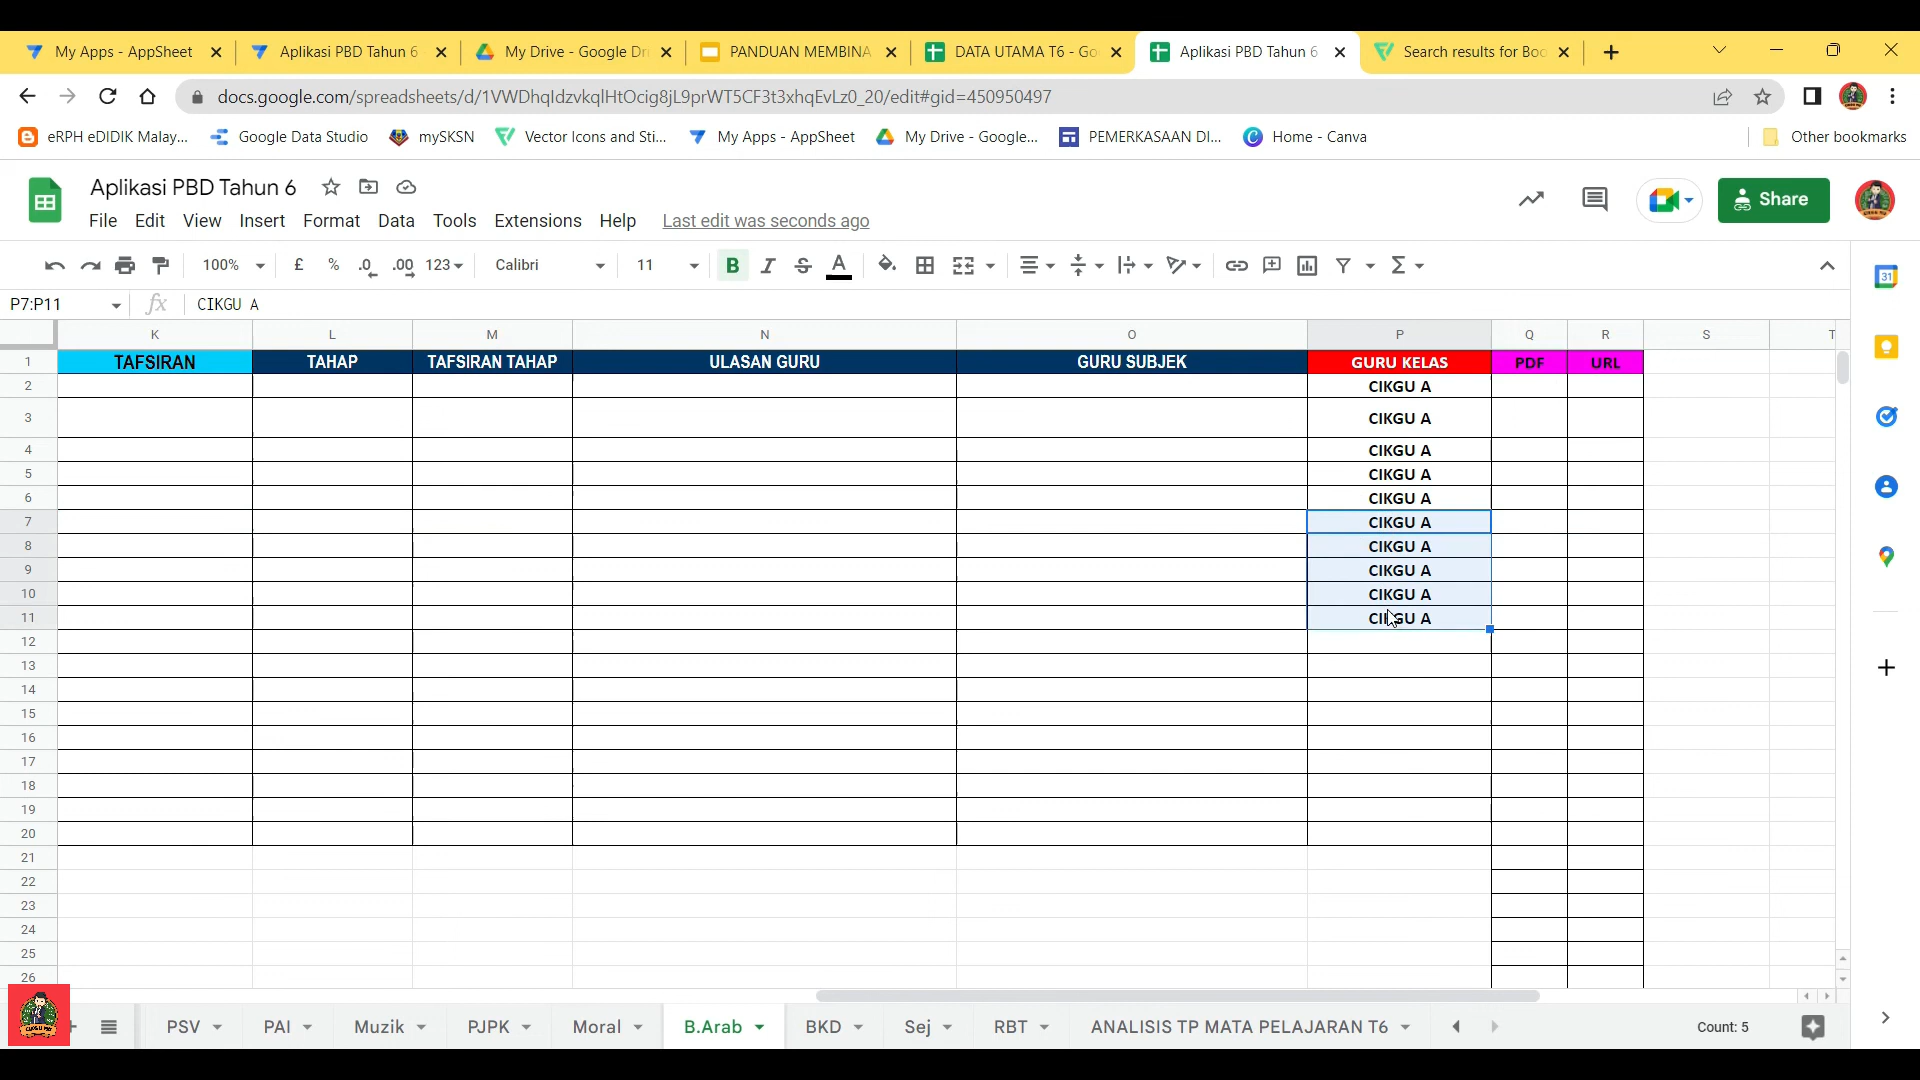 My Apps - AppSheet
Aplikasi PBD Tahun 6
My Drive - Google Dr
PANDUAN MEMBINA
DATA UTAMA T6 - Go
Aplikasi PBD Tahun 6
Search results for Boo
docs.google.com/spreadsheets/d/1VWDhqIdzvkqlHtOcig8jL9prWT5CF3t3xhqEvLz0_20/edit#gid=450950497
eRPH eDIDIK Malay...
Google Data Studio
mySKSN
Vector Icons and Sti...
My Apps - AppSheet
My Drive - Google...
PEMERKASAAN DI...
Home - Canva
Other bookmarks
Aplikasi PBD Tahun 6
File Edit View Insert Format Data Tools Extensions Help Last edit was seconds ago
Share
100% £ % .0 .00 123 Calibri 11 B I S A
P7:P11 fx CIKGU A
K L M N O P Q R S T
1 TAFSIRAN TAHAP TAFSIRAN TAHAP ULASAN GURU GURU SUBJEK GURU KELAS PDF URL
2 CIKGU A
3 CIKGU A
4 CIKGU A
5 CIKGU A
6 CIKGU A
7 CIKGU A
8 CIKGU A
9 CIKGU A
10 CIKGU A
11 CIKGU A
12
13
14
15
16
17
18
19
20
21
22
23
24
25
26
PSV PAI Muzik PJPK Moral B.Arab BKD Sej RBT ANALISIS TP MATA PELAJARAN T6 Count: 5